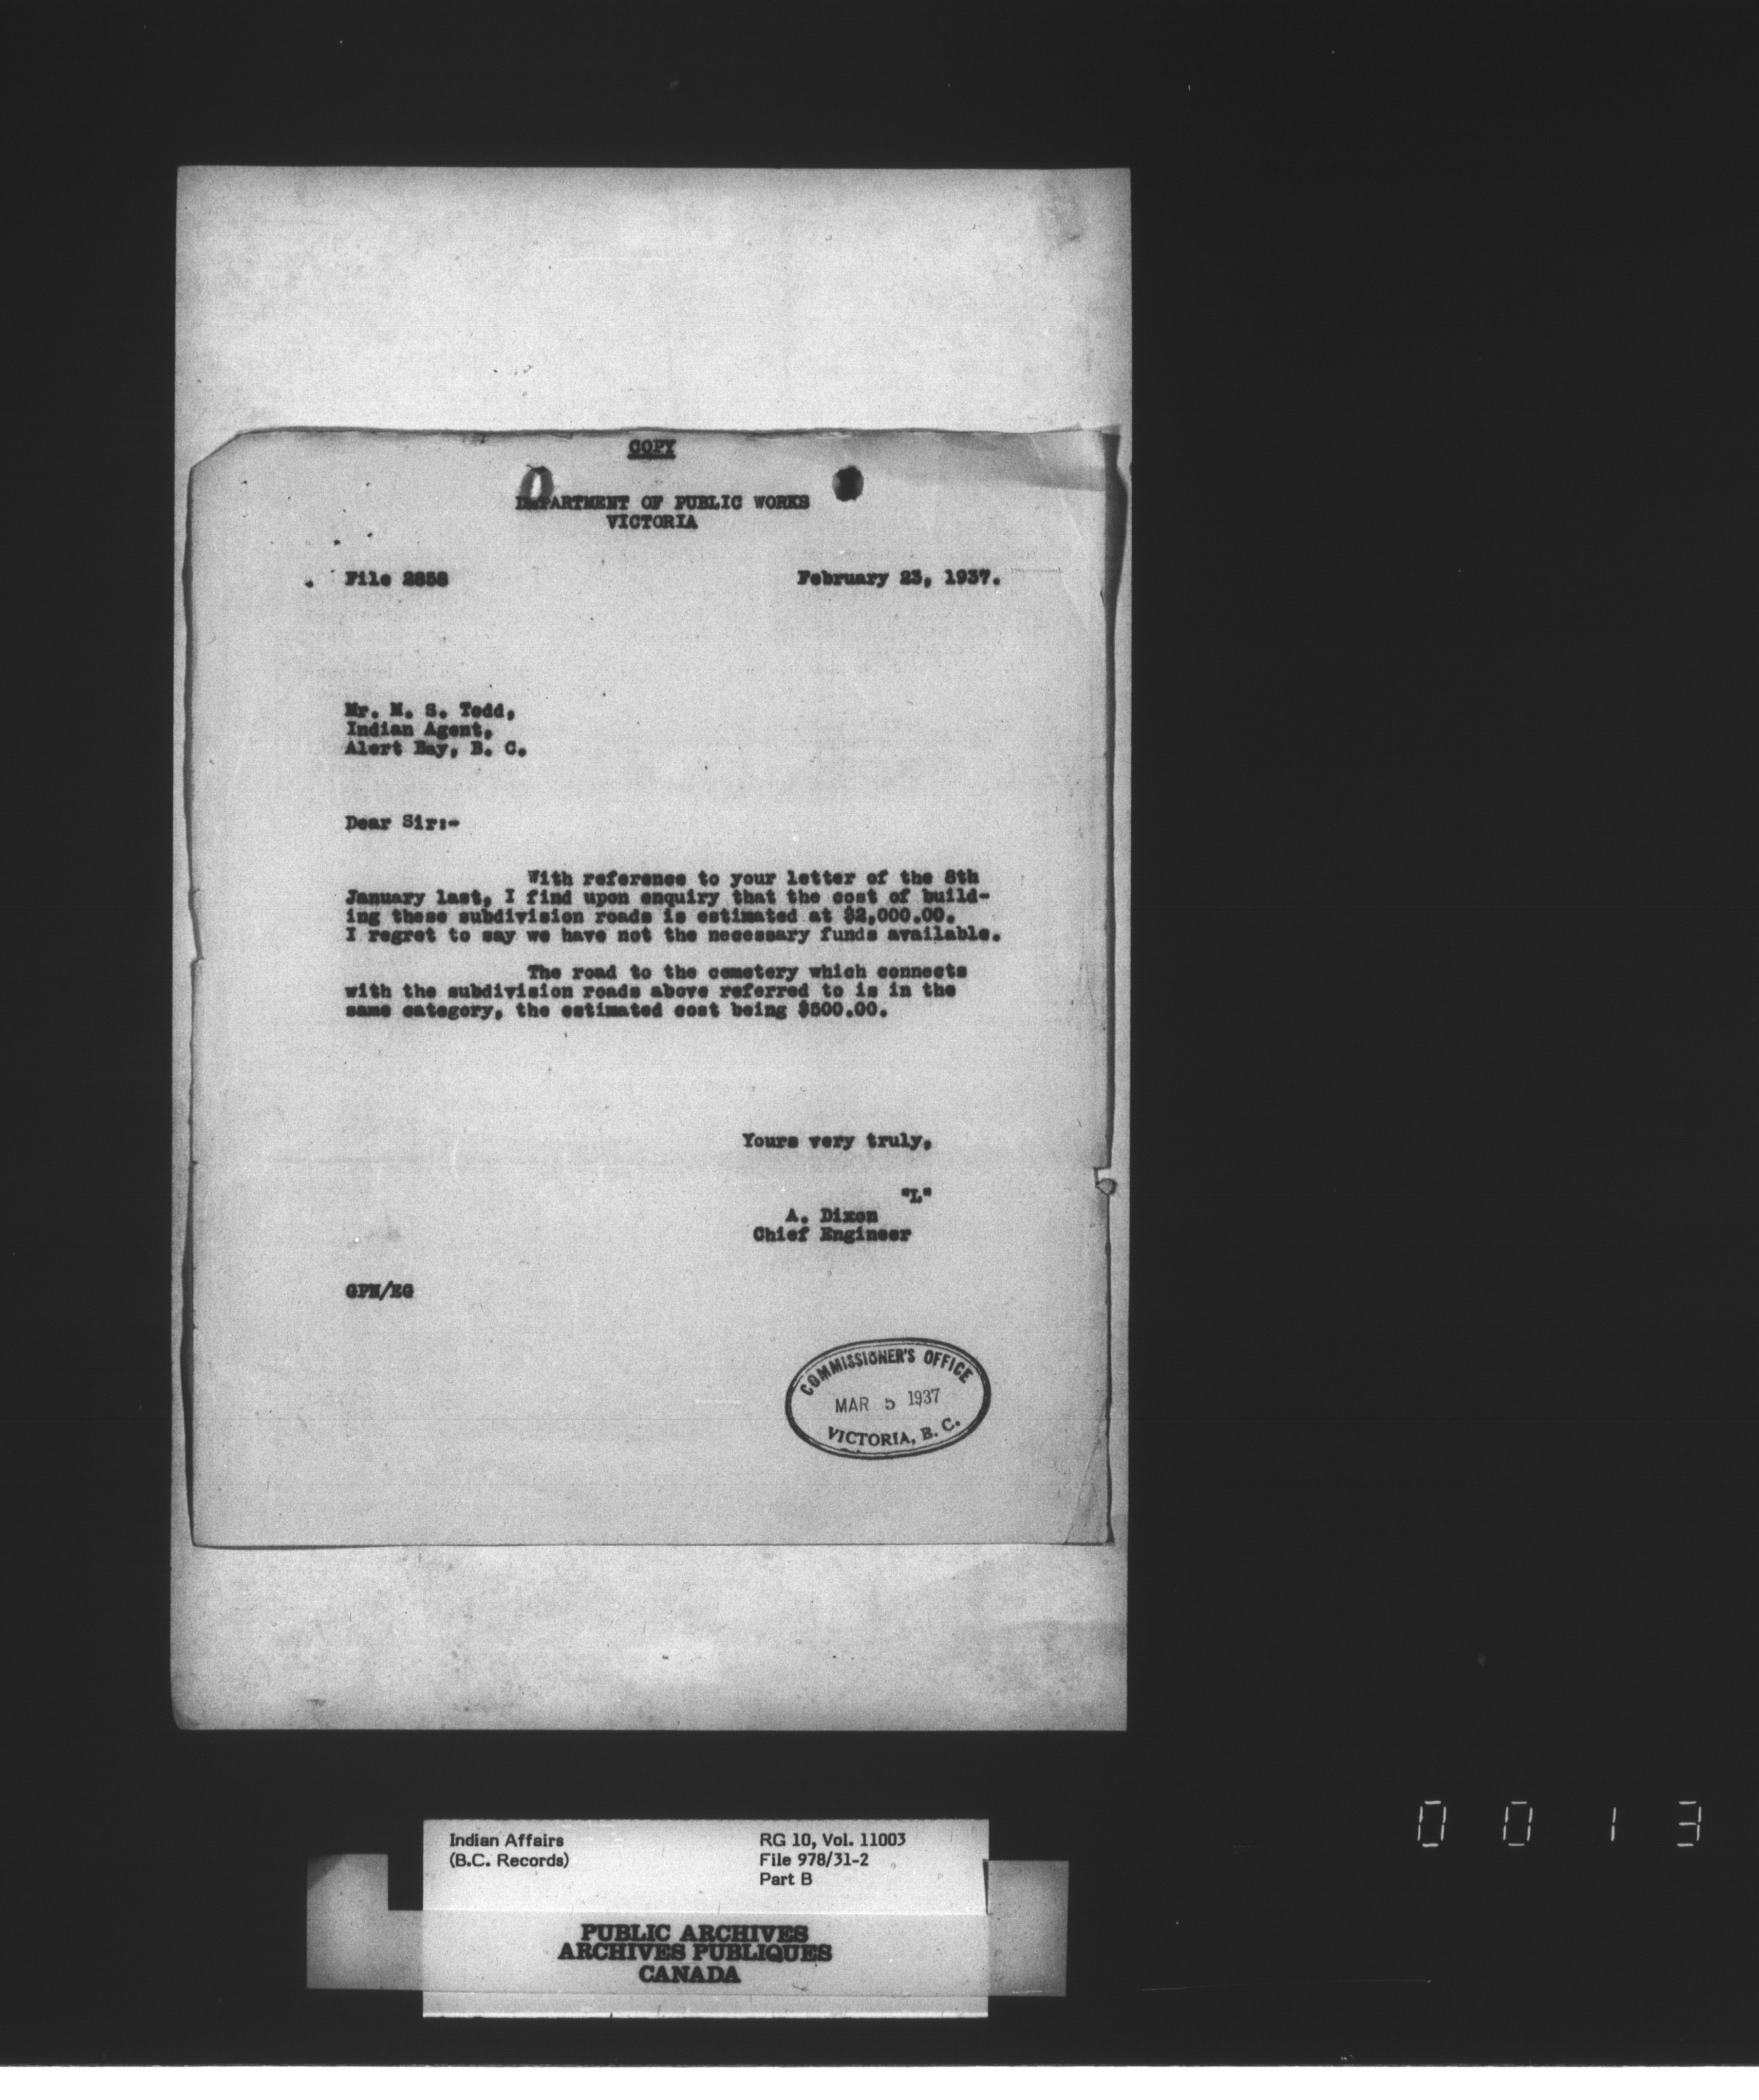 COPY
DEPARTMENT OF PUBLIC WORKS
VICTORIA
File 2858
February 23, 1937.
Mr. M. S. Todd,
Indian Agent,
Alert Bay, B. C.
Dear Sir:-
With reference to your letter of the 8th
January last, I find upon enquiry that the cost of build-
ing these subdivision roads is estimated at $2,000.00.
I regret to say we have not the necessary funds available.
The road to the cemetery which connects
with the subdivision roads above referred to is in the
same category, the estimated cost being $500.00.
Yours very truly,
"L"
A. Dixon
Chief Engineer
GPN/EG
COMMISSIONER'S OFFICE
MAR 5 1937
VICTORIA, B. C.
0 0 1 3
Indian Affairs RG 10, Vol. 11003
(B.C. Records) File 978/31-2
Part B
PUBLIC ARCHIVES
ARCHIVES PUBLIQUES
CANADA